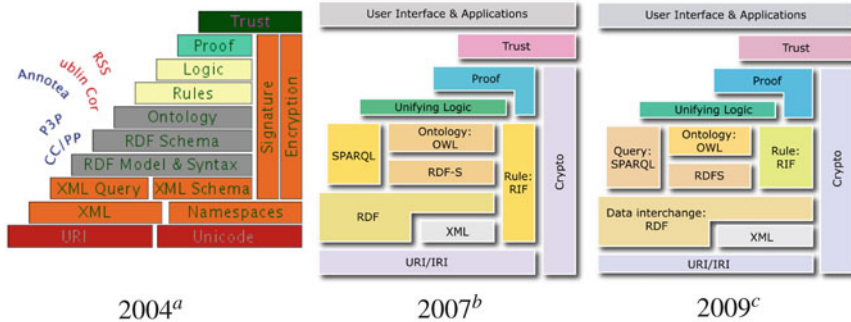 Trust
Proof
Logic
Rules
Ontology
RDF Schema
RDF Model & Syntax
XML Query
XML Schema
XML
Namespaces
URI
Unicode
Signature
Encryption
RSS
ublin Cor
Annotea
P3P
CC/PP
2004a
User Interface & Applications
Trust
Proof
Unifying Logic
SPARQL
Ontology:
OWL
RDF-S
Rule:
RIF
RDF
XML
URI/IRI
Crypto
2007b
User Interface & Applications
Trust
Proof
Unifying Logic
Query:
SPARQL
Ontology:
OWL
RDFS
Rule:
RIF
Data interchange:
RDF
XML
URI/IRI
Crypto
2009c